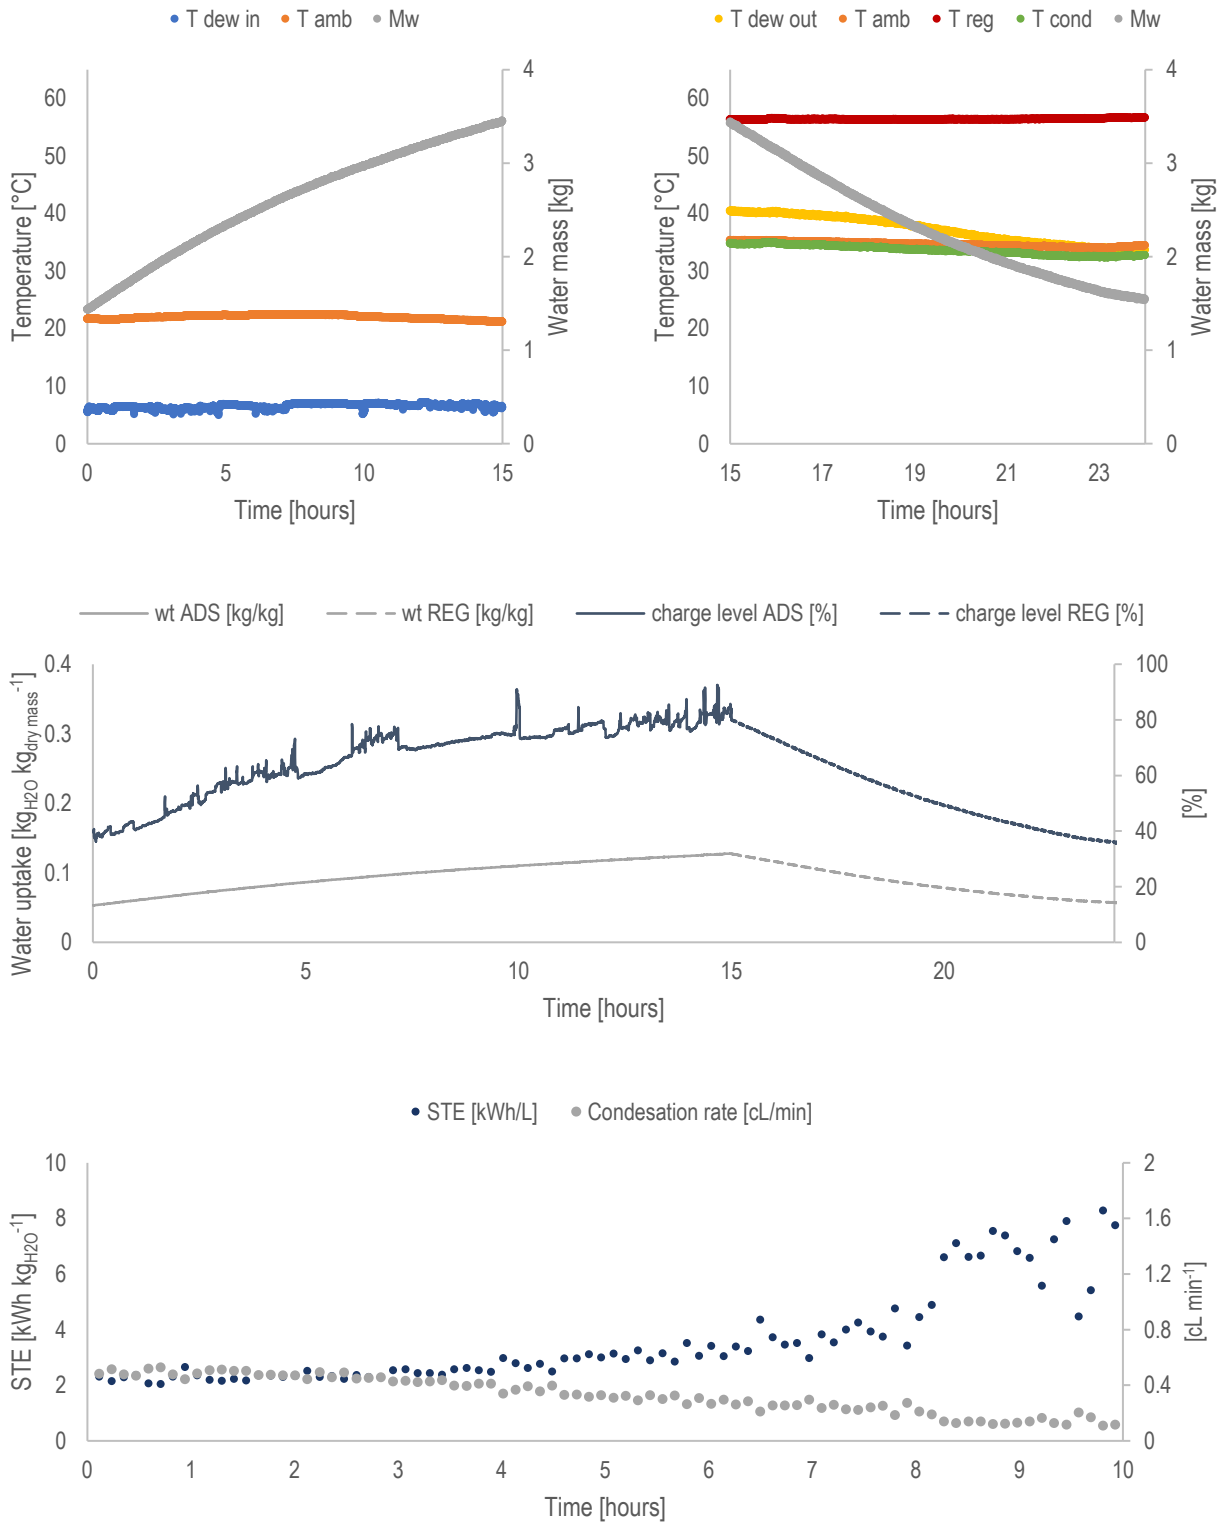 T dew in T amb Mw
T dew out T amb T reg T cond Mw
Temperature [°C]
60
50
40
30
20
10
0
4
3
2
1
0
Water mass [kg]
0 5 10 15
Time [hours]
Temperature [°C]
60
50
40
30
20
10
0
4
3
2
1
0
Water mass [kg]
15 17 19 21 23
Time [hours]
wt ADS [kg/kg] wt REG [kg/kg] charge level ADS [%] charge level REG [%]
Water uptake [kgH2O kgdry mass-1]
0.4
0.3
0.2
0.1
0
100
80
60
40
20
0
[%]
0 5 10 15 20
Time [hours]
STE [kWh/L] Condesation rate [cL/min]
STE [kWh kgH2O-1]
10
8
6
4
2
0
2
1.6
1.2
0.8
0.4
0
[cL min-1]
0 1 2 3 4 5 6 7 8 9 10
Time [hours]